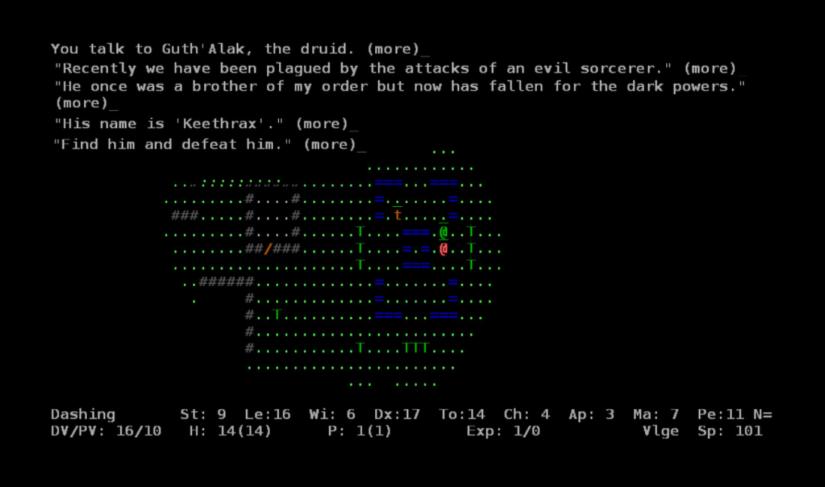 You talk to Guth'Alak, the druid. (more)_
"Recently we have been plagued by the attacks of an evil sorcerer." (more)
"He once was a brother of my order but now has fallen for the dark powers."
(more)_
"His name is 'Keethrax'." (more)_
"Find him and defeat him." (more)_
Dashing St: 9 Le:16 Wi: 6 Dx:17 To:14 Ch: 4 Ap: 3 Ma: 7 Pe:11 N=
DV/PV: 16/10 H: 14(14) P: 1(1) Exp: 1/0 Vlge Sp: 101